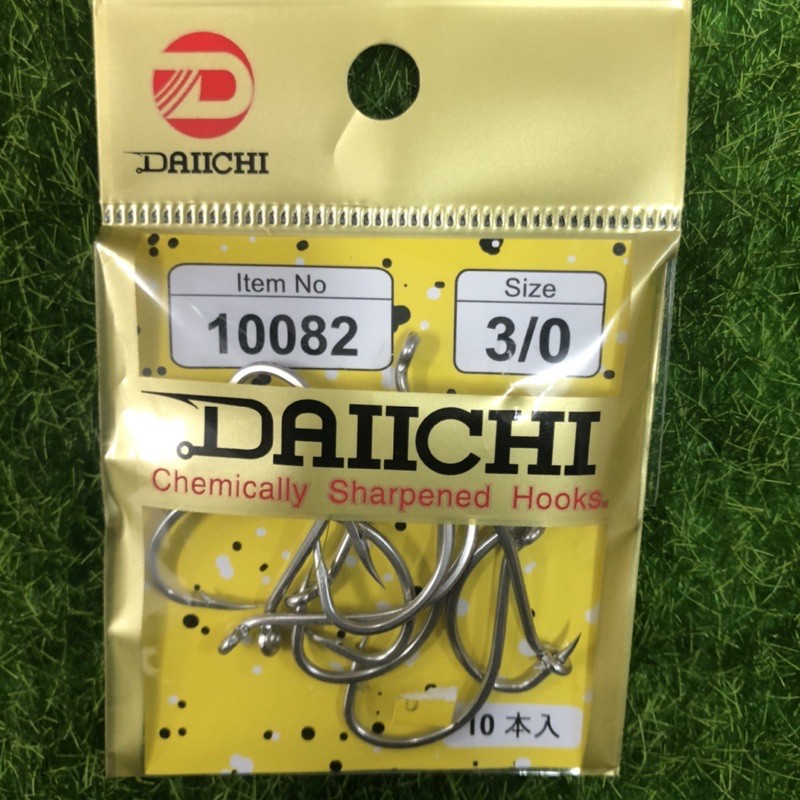 DAIICHI
Item No
10082
Size
3/0
DAIICHI
Chemically Sharpened Hooks.
10 本入